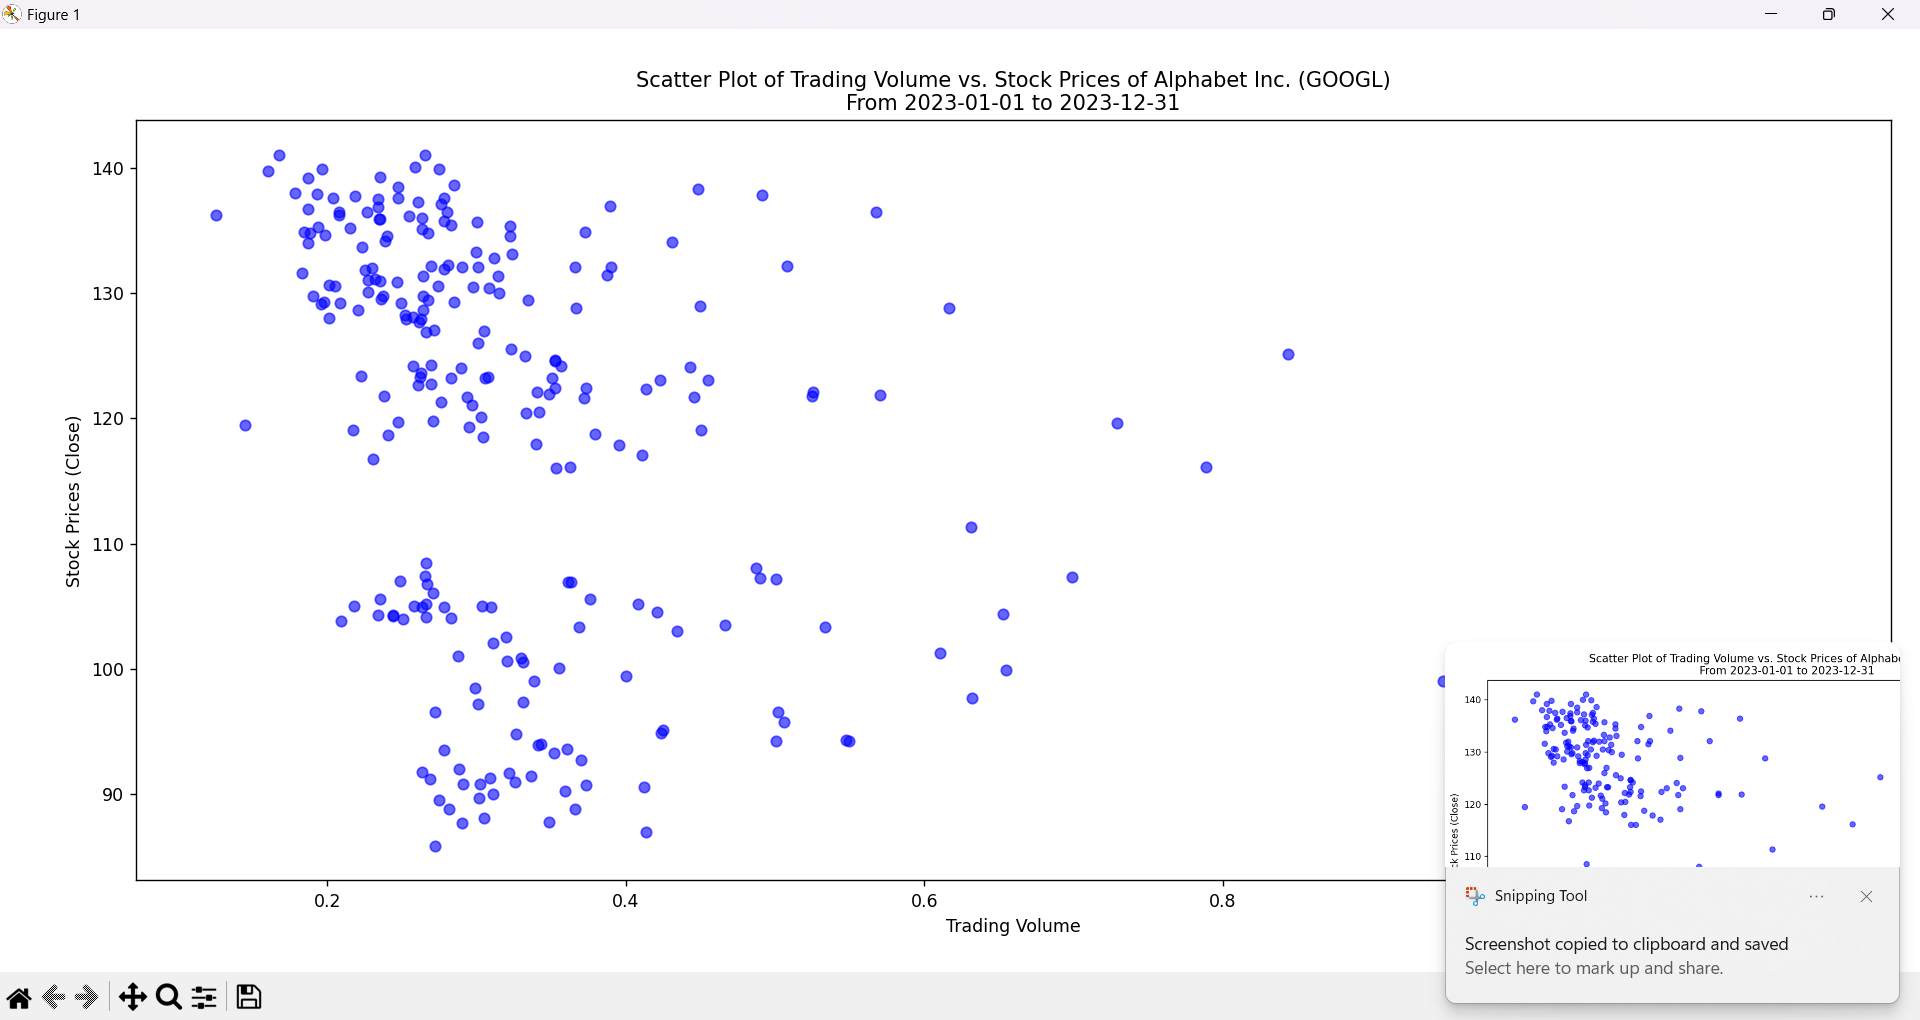 Figure 1
Scatter Plot of Trading Volume vs. Stock Prices of Alphabet Inc. (GOOGL)
From 2023-01-01 to 2023-12-31
140
130
120
110
100
90
Stock Prices (Close)
0.2
0.4
0.6
0.8
Trading Volume
Scatter Plot of Trading Volume vs. Stock Prices of Alphabe
From 2023-01-01 to 2023-12-31
140
130
120
110
ck Prices (Close)
Snipping Tool
Screenshot copied to clipboard and saved
Select here to mark up and share.